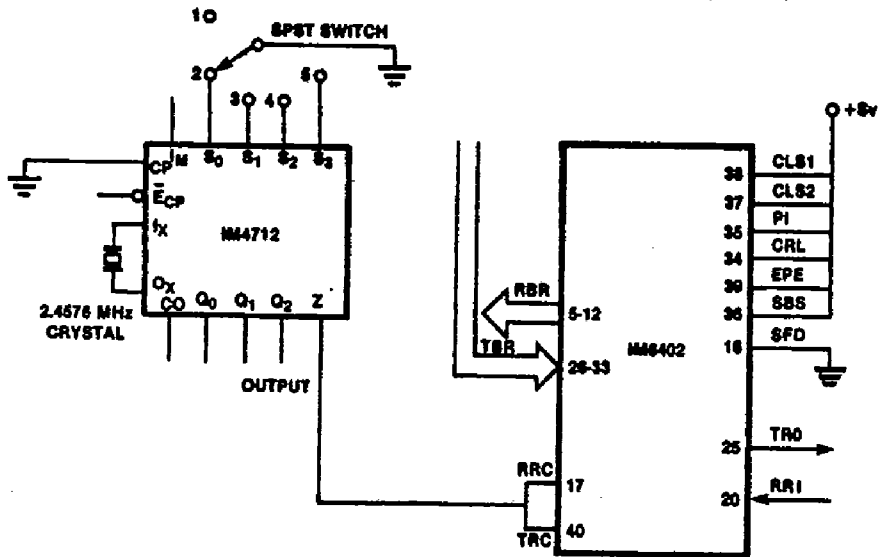 1
SPST SWITCH
2
5
3
4
+5v
CP
IM
S0
S1
S2
S3
ECP
IX
IM4712
OX
CO
Q0
Q1
Q2
Z
2.4576 MHz
CRYSTAL
OUTPUT
38
CLS1
37
CLS2
35
PI
34
CRL
39
EPE
36
SBS
16
SFD
RBR
5-12
IM6402
TBR
26-33
25
TRO
RRC
17
20
RRI
40
TRC